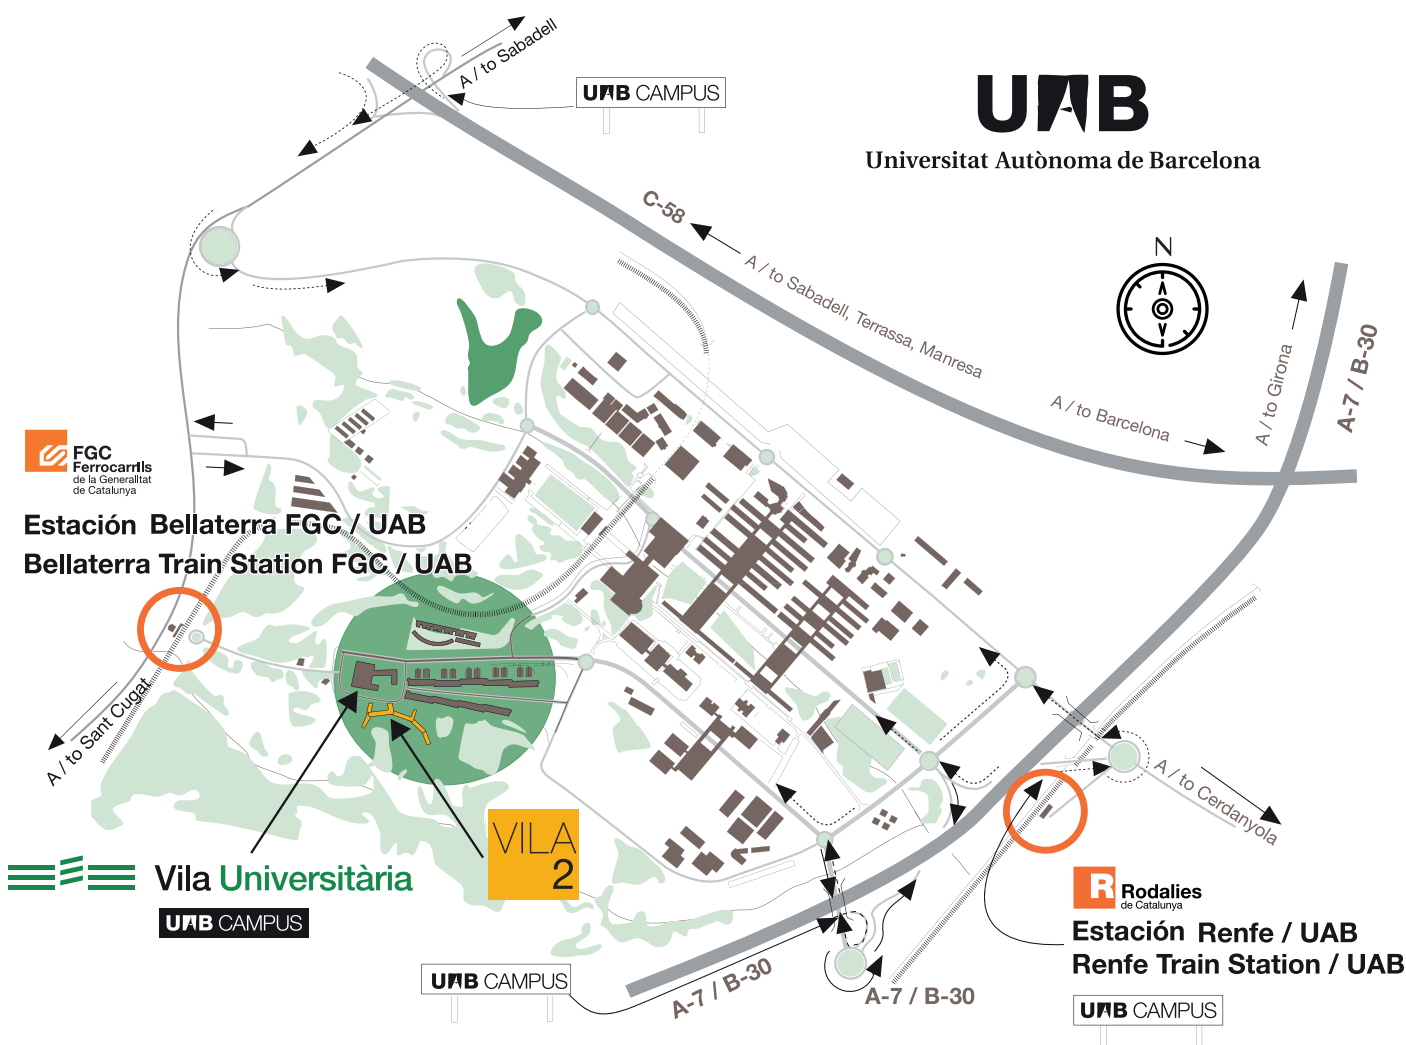 A / to Sabadell
UAB CAMPUS
UAB
Universitat Autònoma de Barcelona
C-58
A / to Sabadell, Terrassa, Manresa
N
A / to Girona
A-7 / B-30
A / to Barcelona
FGC
Ferrocarrils
de la Generalitat
de Catalunya
Estación Bellaterra FGC / UAB
Bellaterra Train Station FGC / UAB
A / to Sant Cugat
A / to Cerdanyola
VILA
2
Vila Universitària
UAB CAMPUS
R Rodalies
de Catalunya
Estación Renfe / UAB
Renfe Train Station / UAB
UAB CAMPUS
A-7 / B-30
A-7 / B-30
UAB CAMPUS